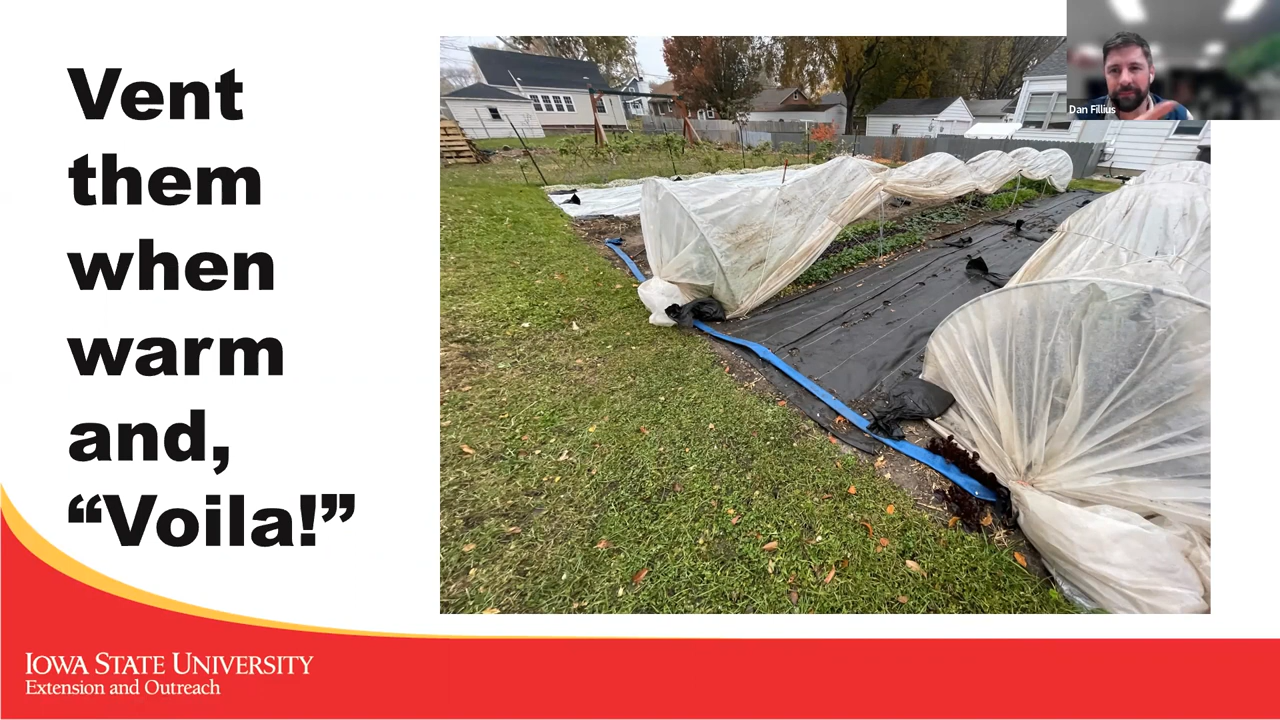 Vent
them
when
warm
and,
“Voila!”
Dan Fillius
IOWA STATE UNIVERSITY
Extension and Outreach